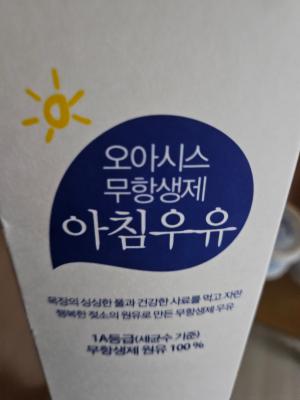 오아시스
무항생제
아침우유
목장의 싱싱한 풀과 건강한 사료를 먹고 자란
행복한 젖소의 원유로 만든 무항생제 우유
1A등급(세균수 기준)
무항생제 원유 100 %